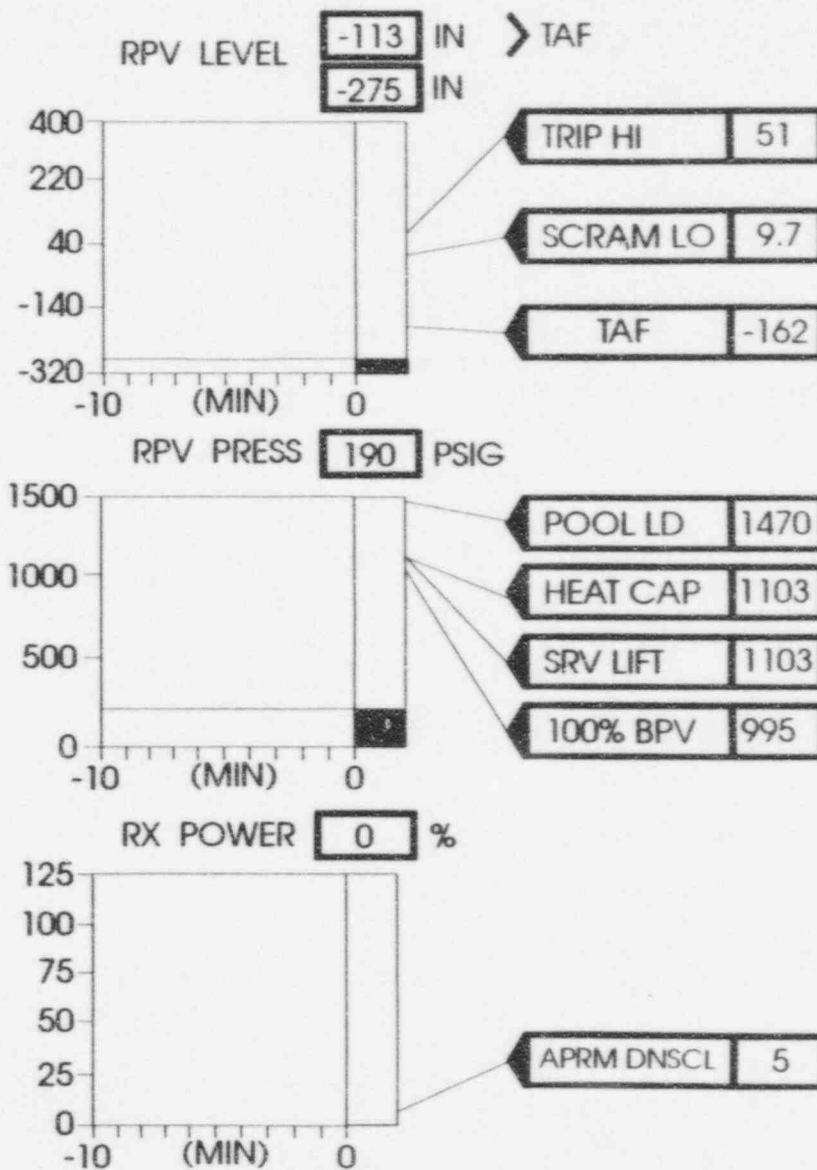 RPV LEVEL -113 IN > TAF
-275 IN
400
220
40
-140
-320
-10 (MIN) 0
TRIP HI 51
SCRAM LO 9.7
TAF -162
RPV PRESS 190 PSIG
1500
1000
500
0
-10 (MIN) 0
POOL LD 1470
HEAT CAP 1103
SRV LIFT 1103
100% BPV 995
RX POWER 0 %
125
100
75
50
25
0
-10 (MIN) 0
APRM DNSCL 5